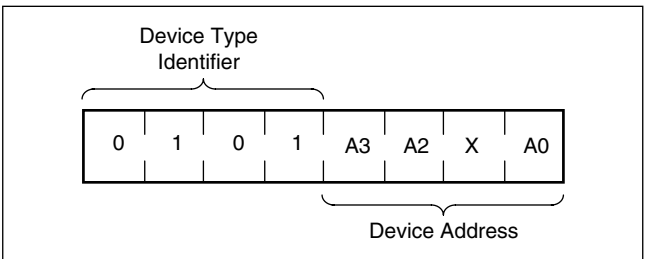 Device Type
Identifier
0 1 0 1 A3 A2 X A0
Device Address